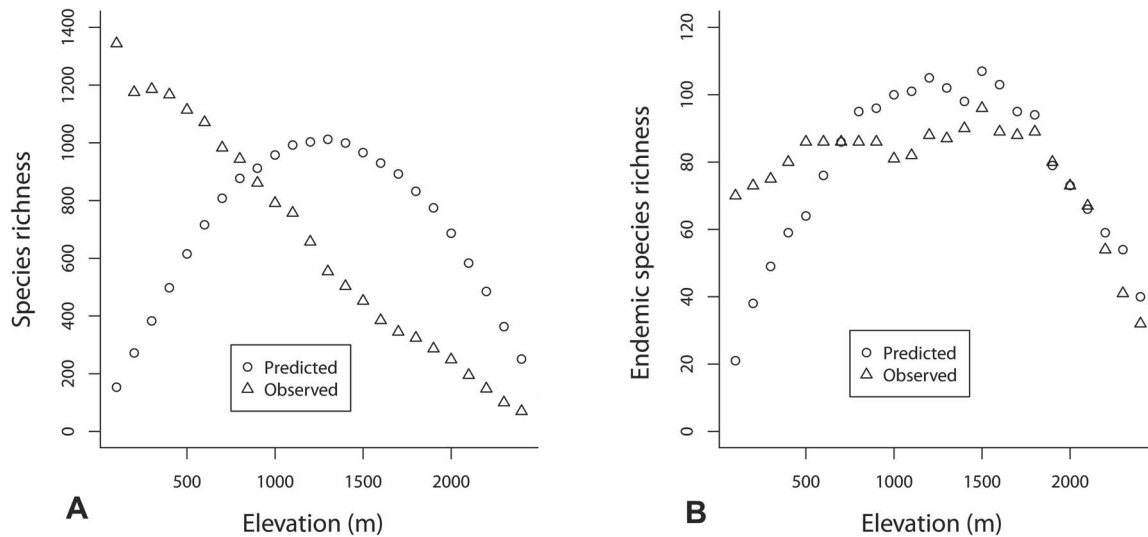 Species richness
0
200
400
600
800
1000
1200
1400
Predicted
Observed
500
1000
1500
2000
Elevation (m)
A
Endemic species richness
0
20
40
60
80
100
120
Predicted
Observed
500
1000
1500
2000
Elevation (m)
B